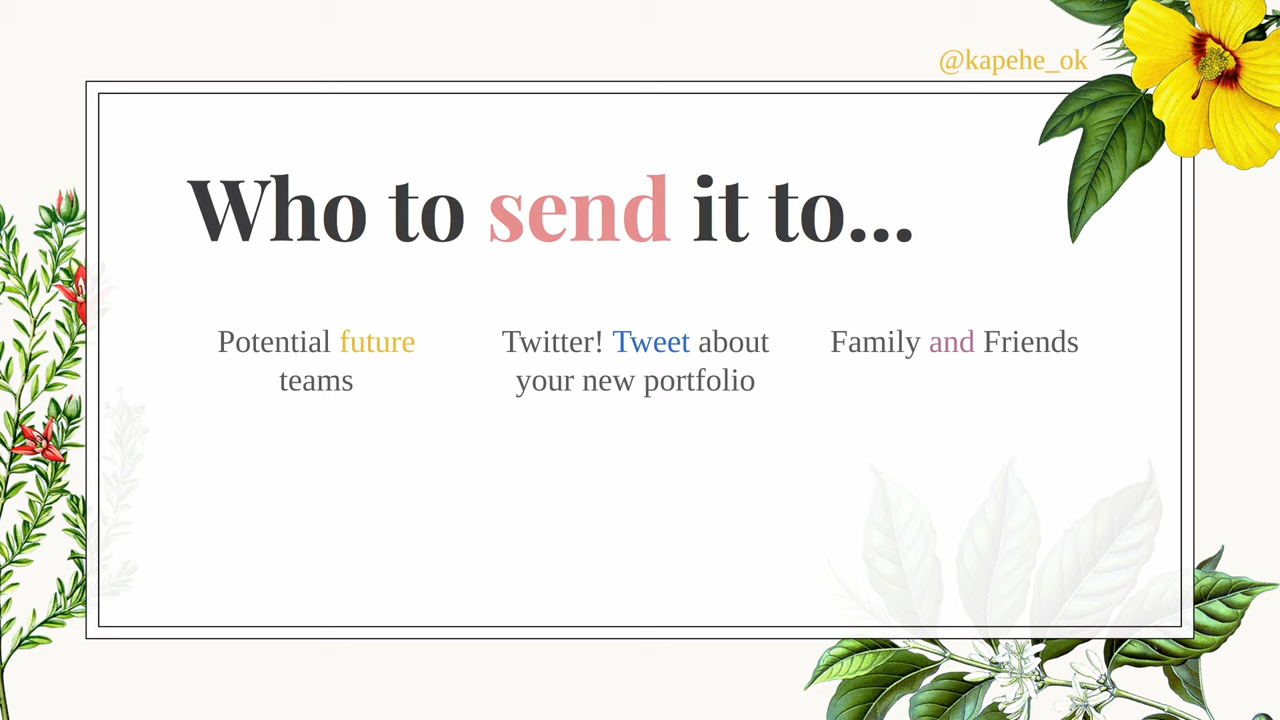 @kapehe_ok
Who to send it to...
Potential future
teams
Twitter! Tweet about
your new portfolio
Family and Friends